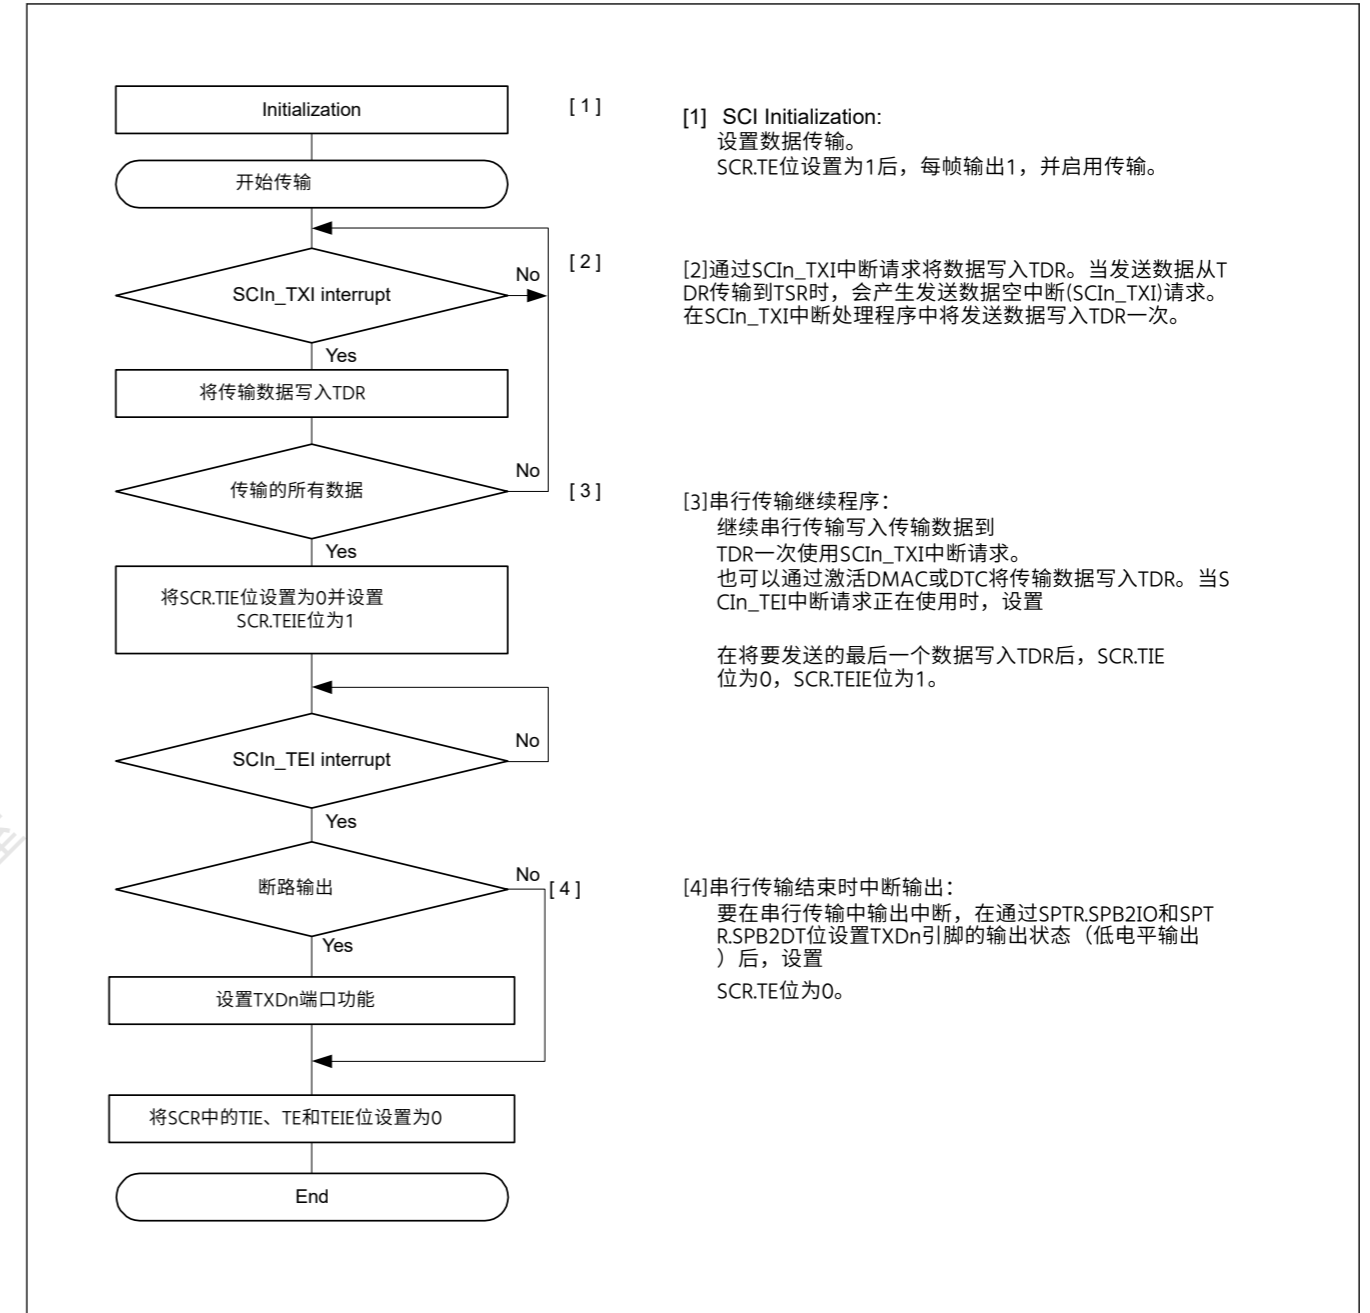 Initialization
[ 1 ]
[1] SCI Initialization:
设置数据传输。
SCR.TE位设置为1后，每帧输出1，并启用传输。
开始传输
SCIn_TXI interrupt
No
[ 2 ]
Yes
[2]通过SCIn_TXI中断请求将数据写入TDR。当发送数据从T
DR传输到TSR时，会产生发送数据空中断(SCIn_TXI)请求。
在SCIn_TXI中断处理程序中将发送数据写入TDR一次。
将传输数据写入TDR
传输的所有数据
No
[ 3 ]
Yes
[3]串行传输继续程序：
继续串行传输写入传输数据到
TDR一次使用SCIn_TXI中断请求。
也可以通过激活DMAC或DTC将传输数据写入TDR。当S
CIn_TEI中断请求正在使用时，设置
在将要发送的最后一个数据写入TDR后，SCR.TIE
位为0，SCR.TEIE位为1。
将SCR.TIE位设置为0并设置
SCR.TEIE位为1
SCIn_TEI interrupt
No
Yes
断路输出
No
[ 4 ]
Yes
[4]串行传输结束时中断输出：
要在串行传输中输出中断，在通过SPTR.SPB2IO和SPT
R.SPB2DT位设置TXDn引脚的输出状态（低电平输出
）后，设置
SCR.TE位为0。
设置TXDn端口功能
将SCR中的TIE、TE和TEIE位设置为0
End